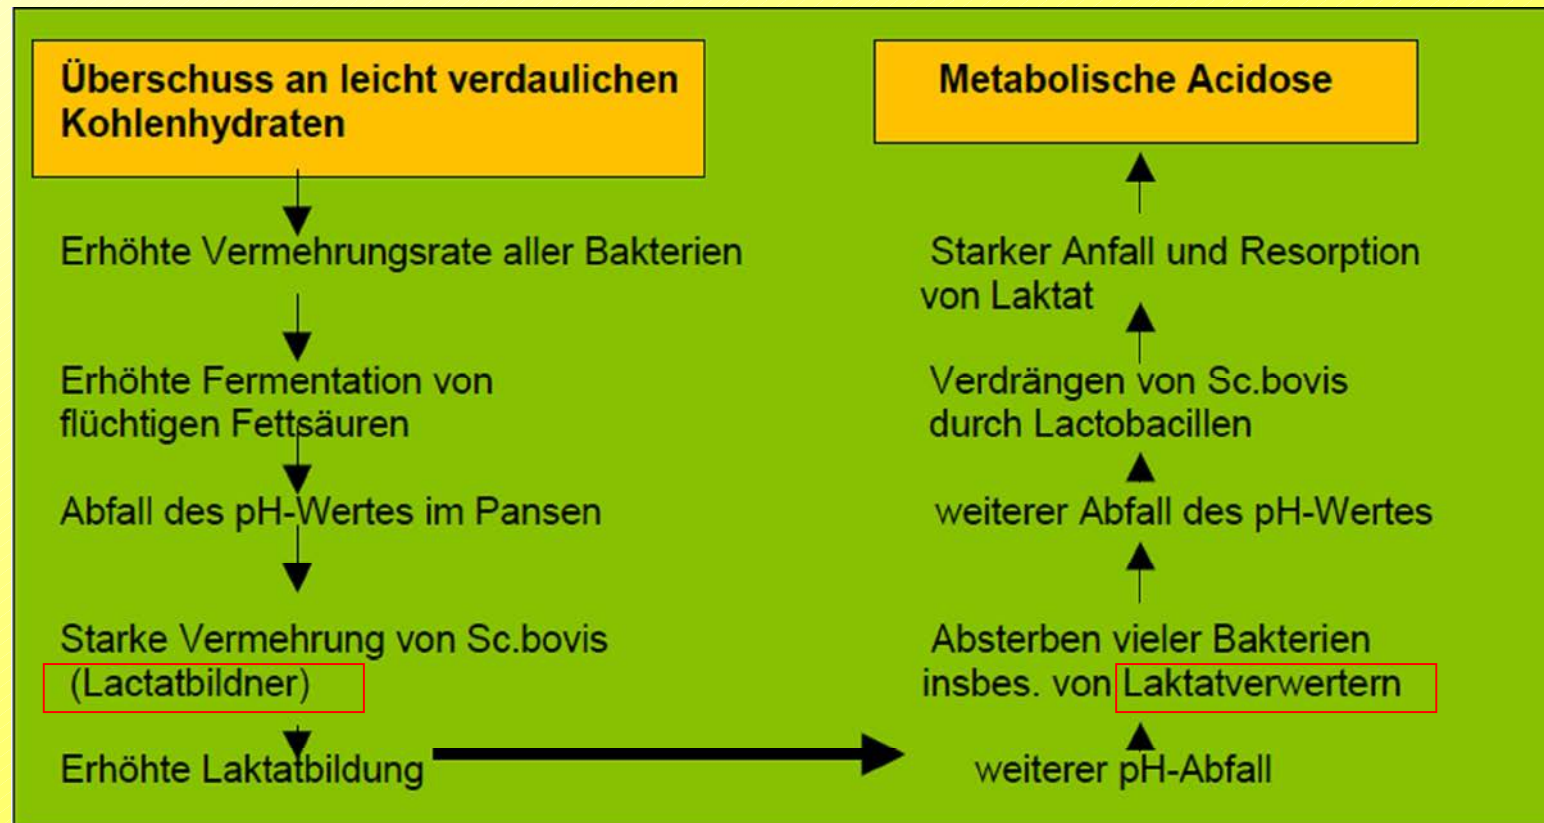 Überschuss an leicht verdaulichen
Kohlenhydraten
Erhöhte Vermehrungsrate aller Bakterien
Erhöhte Fermentation von
flüchtigen Fettsäuren
Abfall des pH-Wertes im Pansen
Starke Vermehrung von Sc.bovis
(Lactatbildner)
Erhöhte Laktatbildung
weiterer pH-Abfall
Absterben vieler Bakterien
insbes. von Laktatverwertern
weiterer Abfall des pH-Wertes
Verdrängen von Sc.bovis
durch Lactobacillen
Starker Anfall und Resorption
von Laktat
Metabolische Acidose